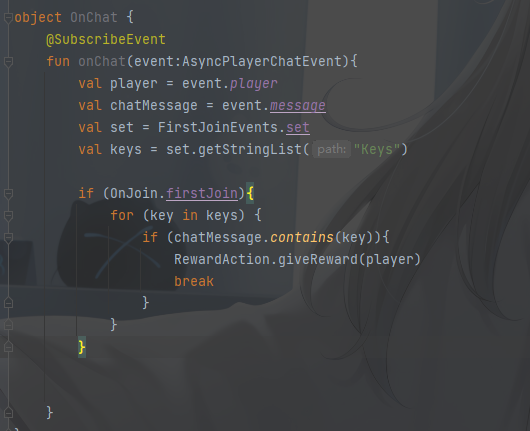 object OnChat {
@SubscribeEvent
fun onChat(event:AsyncPlayerChatEvent){
val player = event.player
val chatMessage = event.message
val set = FirstJoinEvents.set
val keys = set.getStringList( path: "Keys")
if (OnJoin.firstJoin){
for (key in keys) {
if (chatMessage.contains(key)){
RewardAction.giveReward(player)
break
}
}
}
}
}